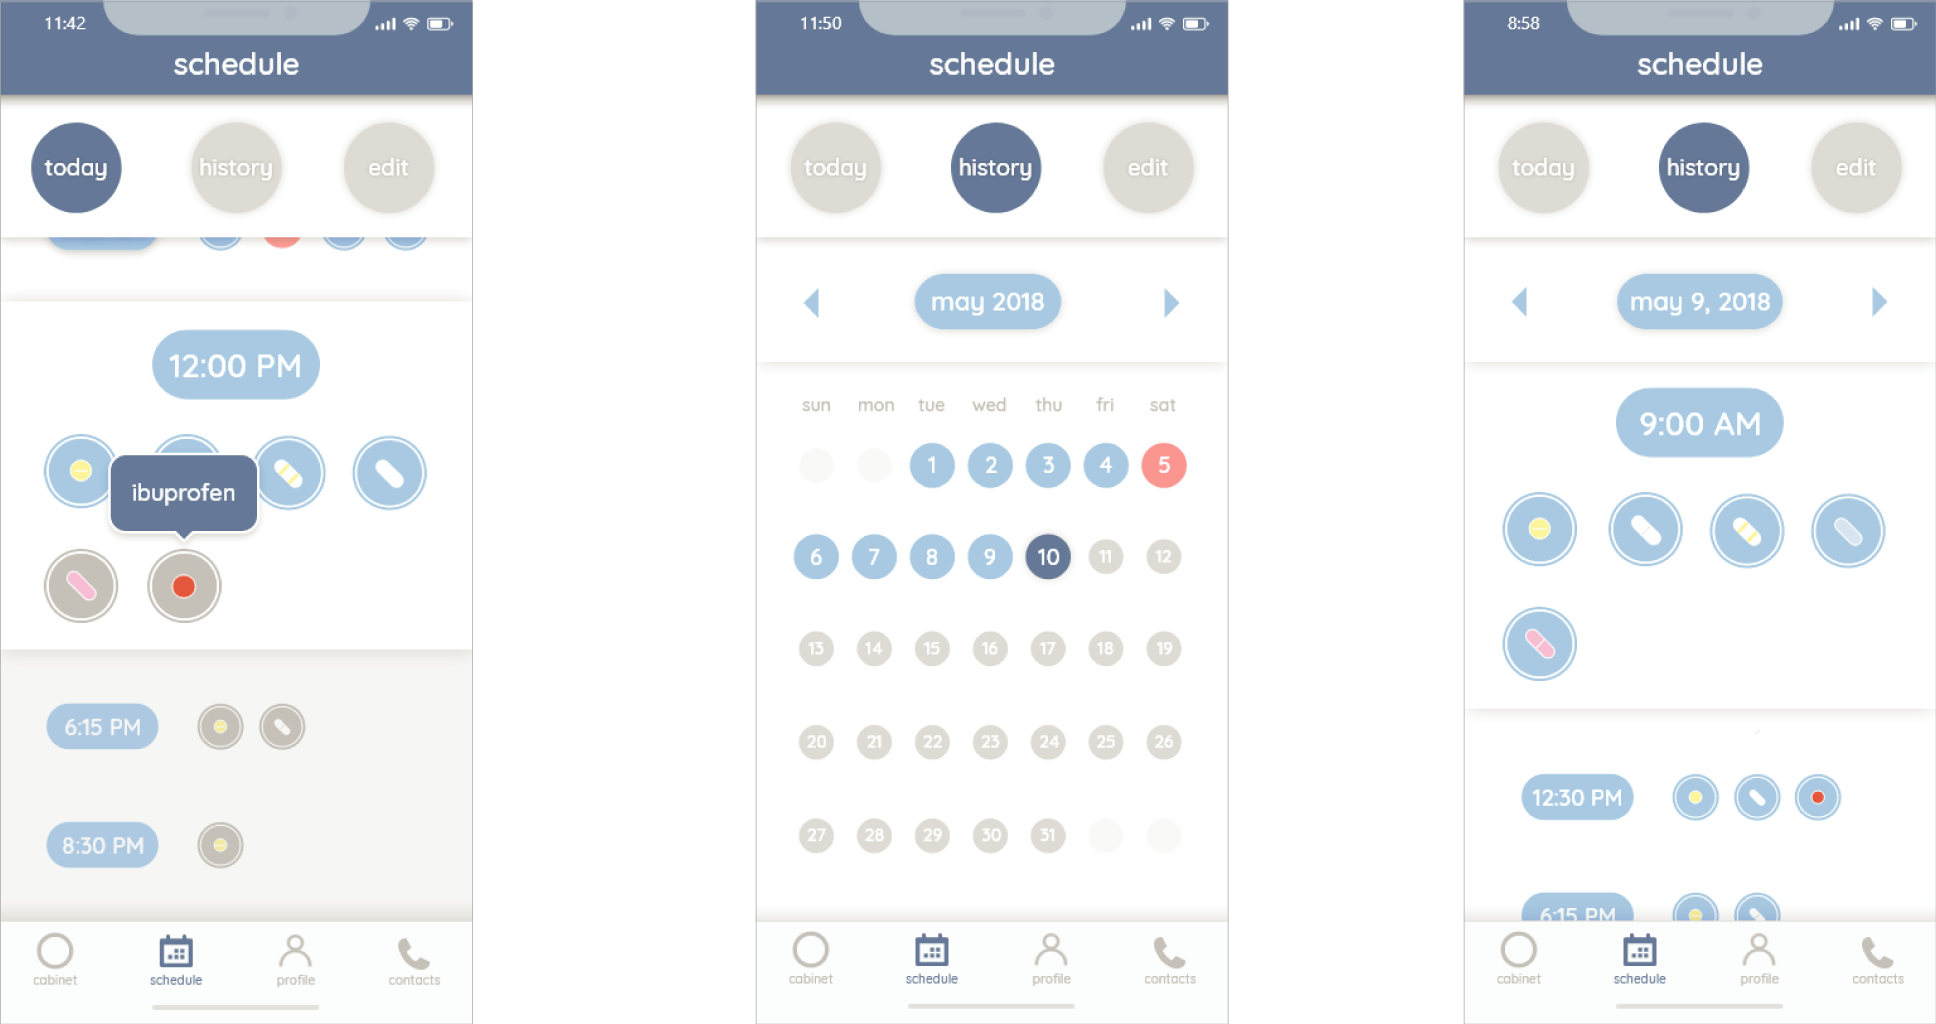 11:42
schedule
today history edit
12:00 PM
ibuprofen
6:15 PM
8:30 PM
cabinet schedule profile contacts
11:50
schedule
today history edit
may 2018
sun mon tue wed thu fri sat
1 2 3 4 5
6 7 8 9 10 11 12
13 14 15 16 17 18 19
20 21 22 23 24 25 26
27 28 29 30 31
cabinet schedule profile contacts
8:58
schedule
today history edit
may 9, 2018
9:00 AM
12:30 PM
6:15 PM
cabinet schedule profile contacts